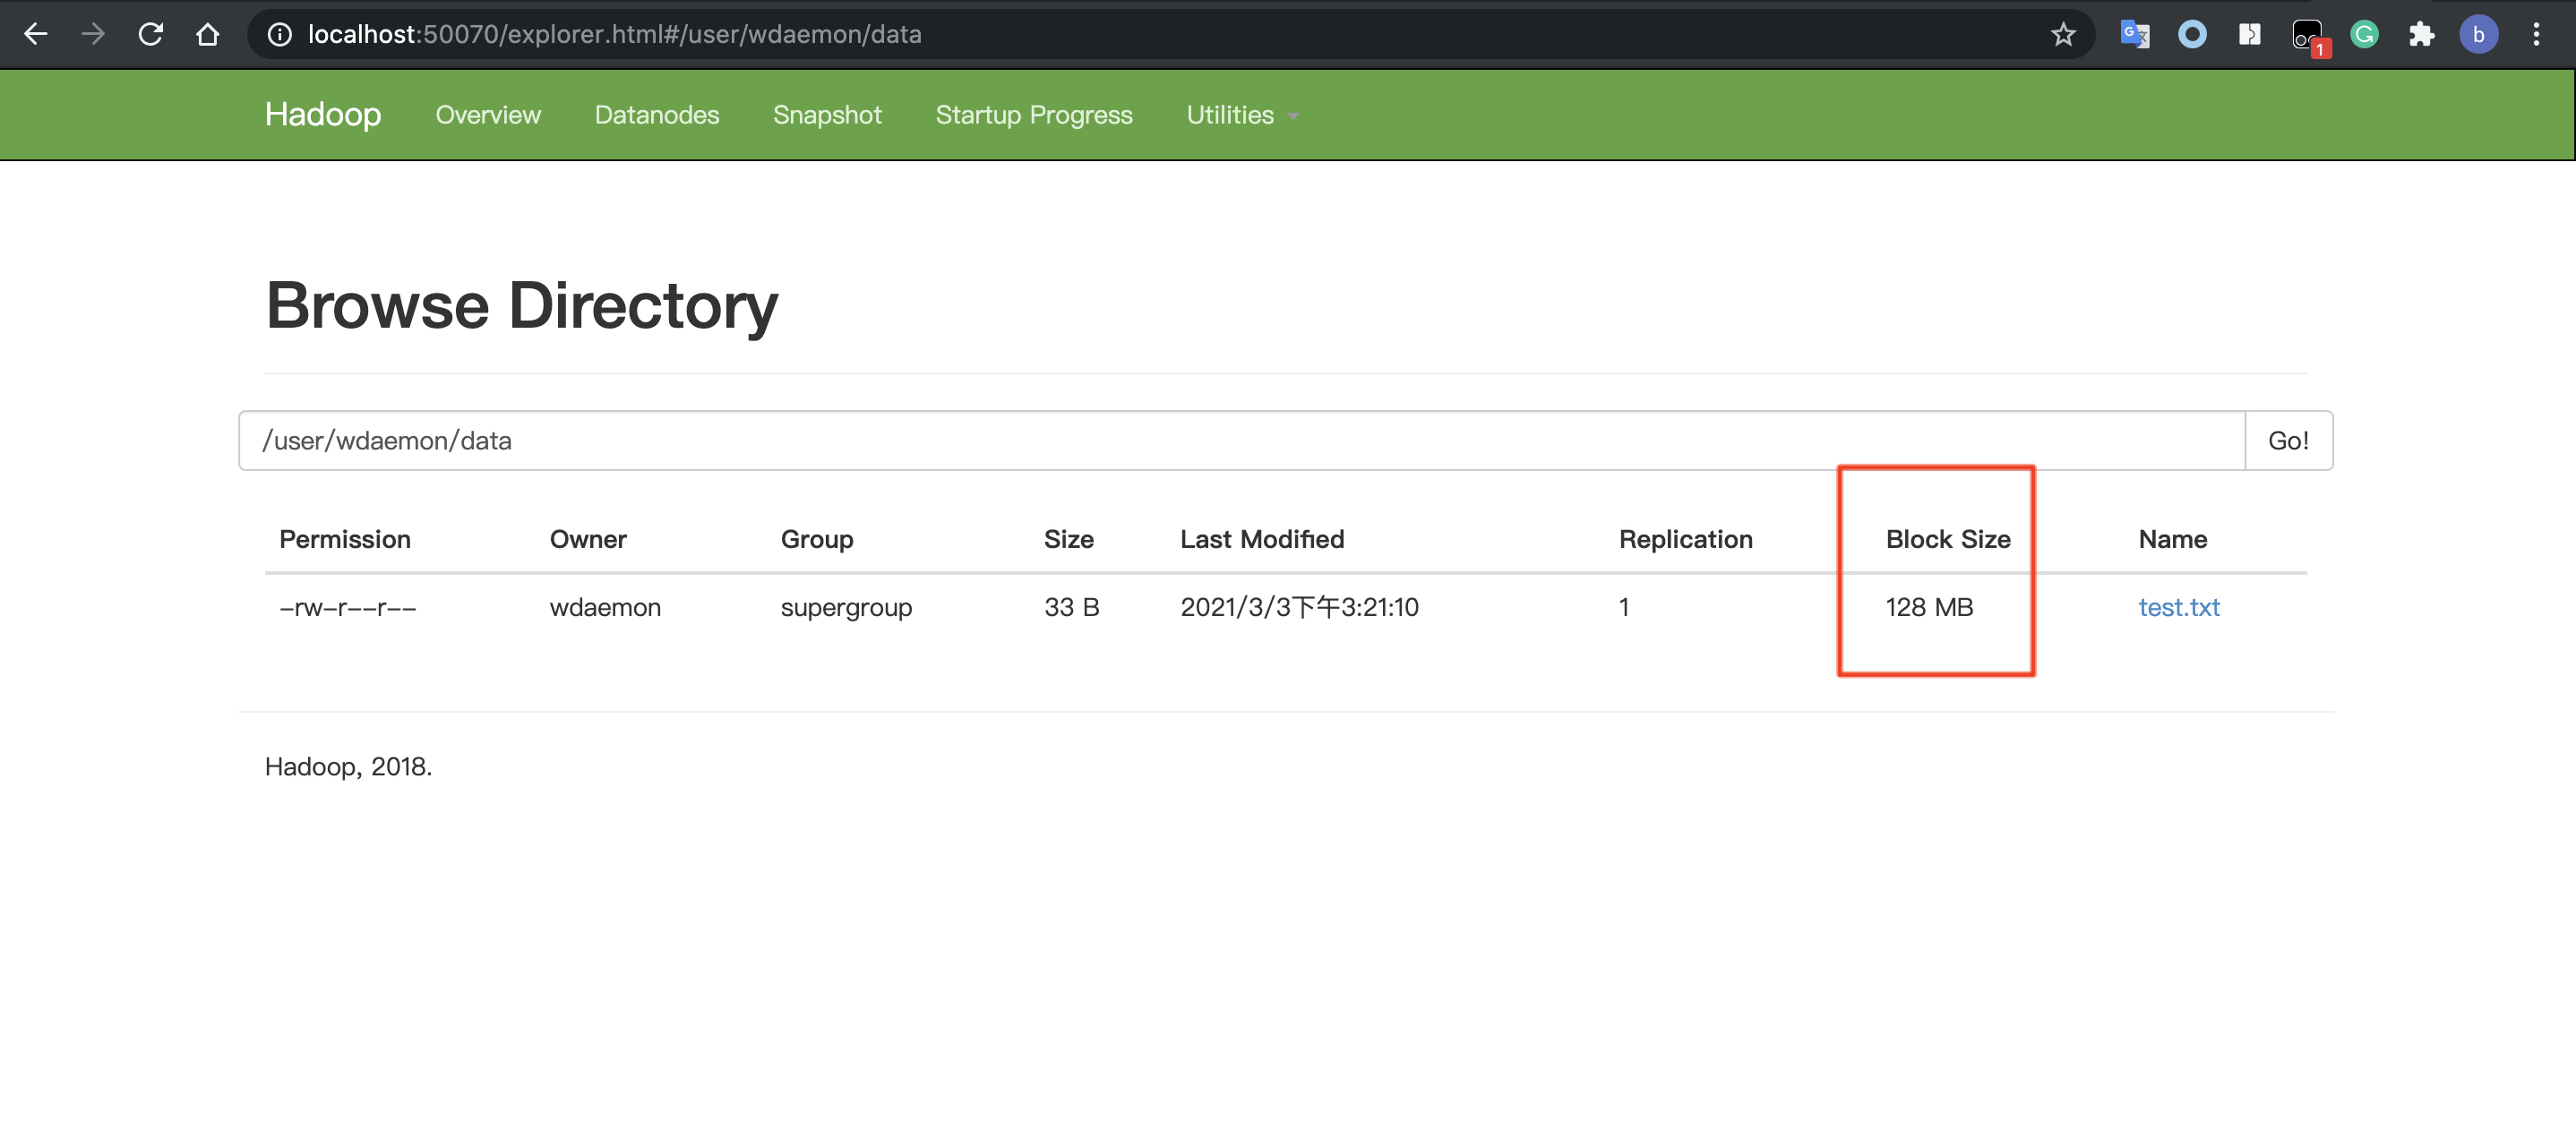 localhost:50070/explorer.html#/user/wdaemon/data
1
b
Hadoop Overview Datanodes Snapshot Startup Progress Utilities
Browse Directory
/user/wdaemon/data Go!
Permission Owner Group Size Last Modified Replication Block Size Name
-rw-r--r-- wdaemon supergroup 33 B 2021/3/3下午3:21:10 1 128 MB test.txt
Hadoop, 2018.